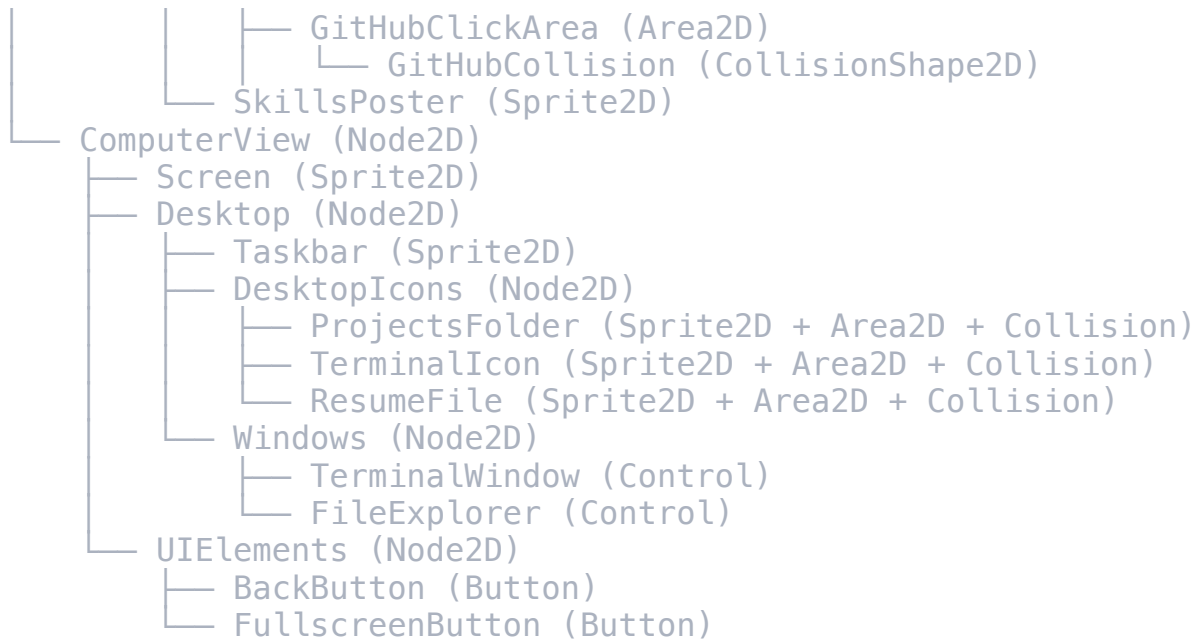 │         │    ├── GitHubClickArea (Area2D)
│         │    │    └── GitHubCollision (CollisionShape2D)
│         └── SkillsPoster (Sprite2D)
└── ComputerView (Node2D)
     ├── Screen (Sprite2D)
     ├── Desktop (Node2D)
     │    ├── Taskbar (Sprite2D)
     │    ├── DesktopIcons (Node2D)
     │    │    ├── ProjectsFolder (Sprite2D + Area2D + Collision)
     │    │    ├── TerminalIcon (Sprite2D + Area2D + Collision)
     │    │    └── ResumeFile (Sprite2D + Area2D + Collision)
     │    └── Windows (Node2D)
     │         ├── TerminalWindow (Control)
     │         └── FileExplorer (Control)
     └── UIElements (Node2D)
          ├── BackButton (Button)
          └── FullscreenButton (Button)